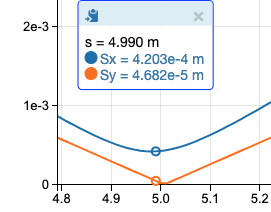 2e-3
s = 4.990 m
Sx = 4.203e-4 m
Sy = 4.682e-5 m
1e-3
0
4.8 4.9 5.0 5.1 5.2